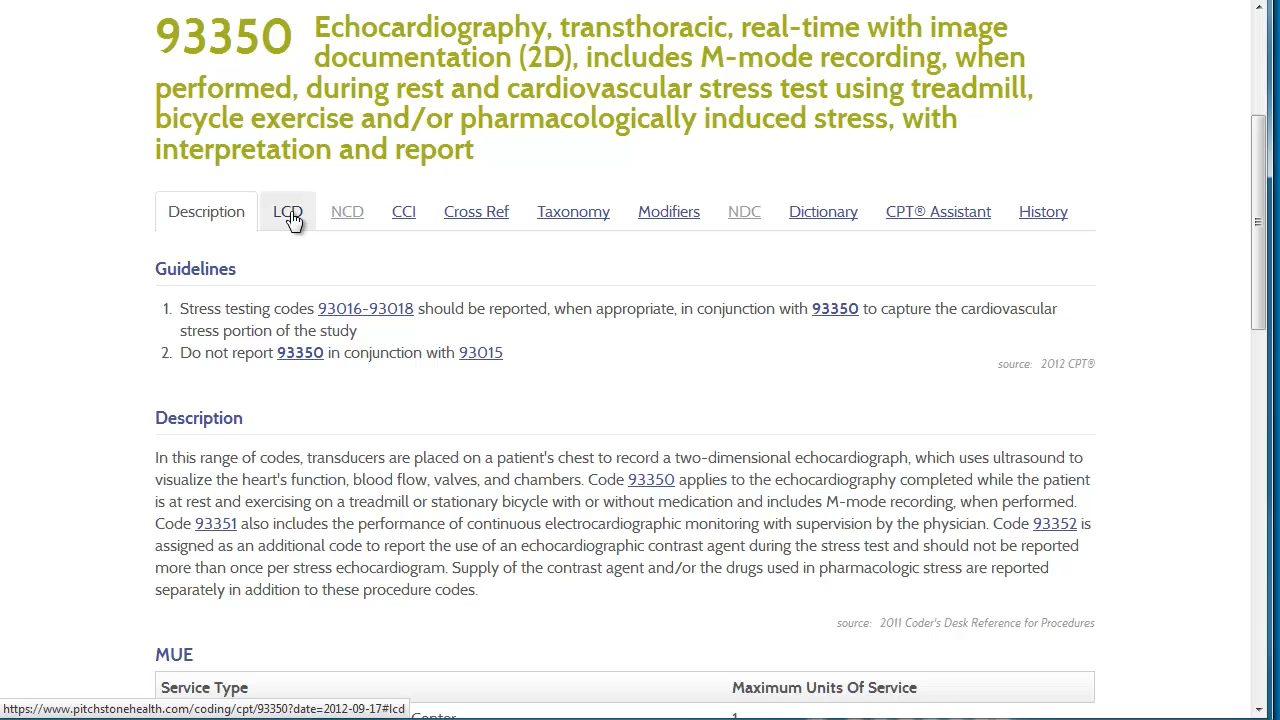 93350 Echocardiography, transthoracic, real-time with image
documentation (2D), includes M-mode recording, when
performed, during rest and cardiovascular stress test using treadmill,
bicycle exercise and/or pharmacologically induced stress, with
interpretation and report
Description LCD NCD CCI Cross Ref Taxonomy Modifiers NDC Dictionary CPT® Assistant History
Guidelines
1. Stress testing codes 93016-93018 should be reported, when appropriate, in conjunction with 93350 to capture the cardiovascular
stress portion of the study
2. Do not report 93350 in conjunction with 93015
source: 2012 CPT®
Description
In this range of codes, transducers are placed on a patient's chest to record a two-dimensional echocardiograph, which uses ultrasound to
visualize the heart's function, blood flow, valves, and chambers. Code 93350 applies to the echocardiography completed while the patient
is at rest and exercising on a treadmill or stationary bicycle with or without medication and includes M-mode recording, when performed.
Code 93351 also includes the performance of continuous electrocardiographic monitoring with supervision by the physician. Code 93352 is
assigned as an additional code to report the use of an echocardiographic contrast agent during the stress test and should not be reported
more than once per stress echocardiogram. Supply of the contrast agent and/or the drugs used in pharmacologic stress are reported
separately in addition to these procedure codes.
source: 2011 Coder's Desk Reference for Procedures
MUE
Service Type Maximum Units Of Service
https://www.pitchstonehealth.com/coding/cpt/93350?date=2012-09-17#lcd Center 1